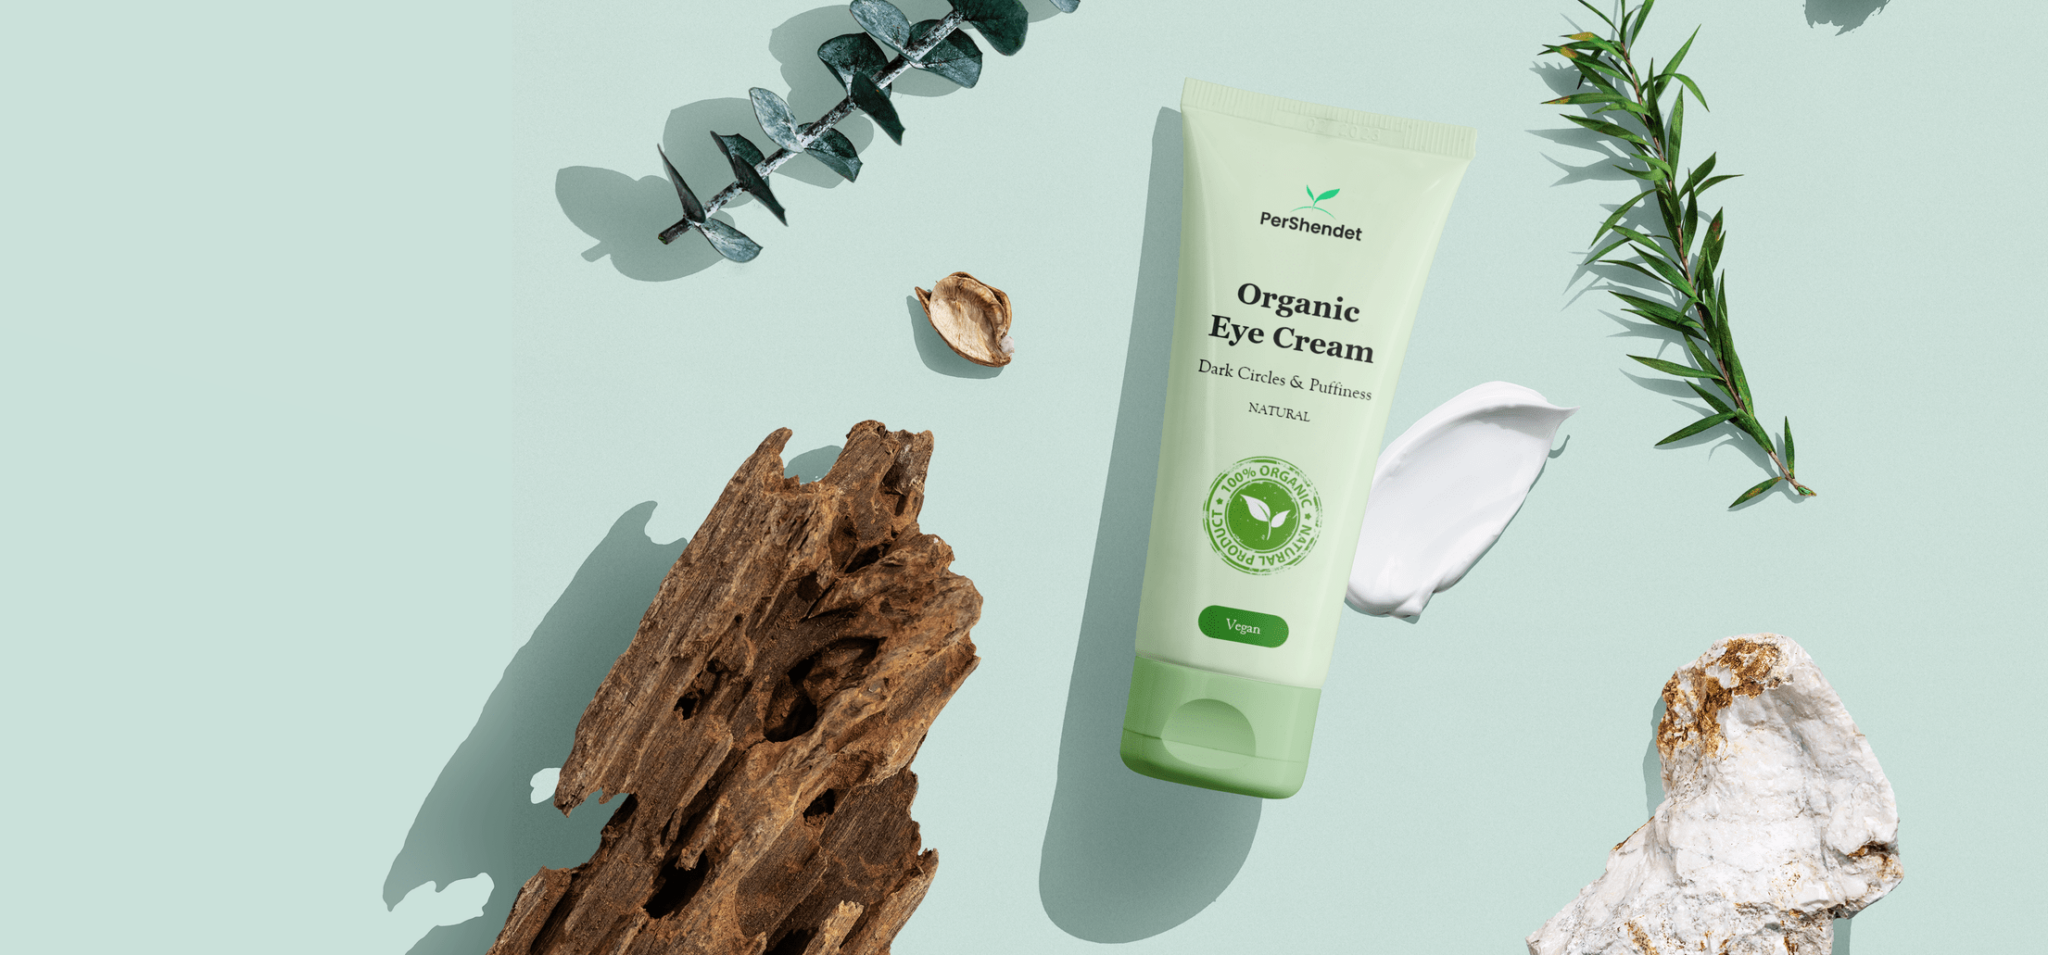 PerShendet
Organic
Eye Cream
Dark Circles & Puffiness
NATURAL
100% ORGANIC
NATURAL PRODUCT
Vegan